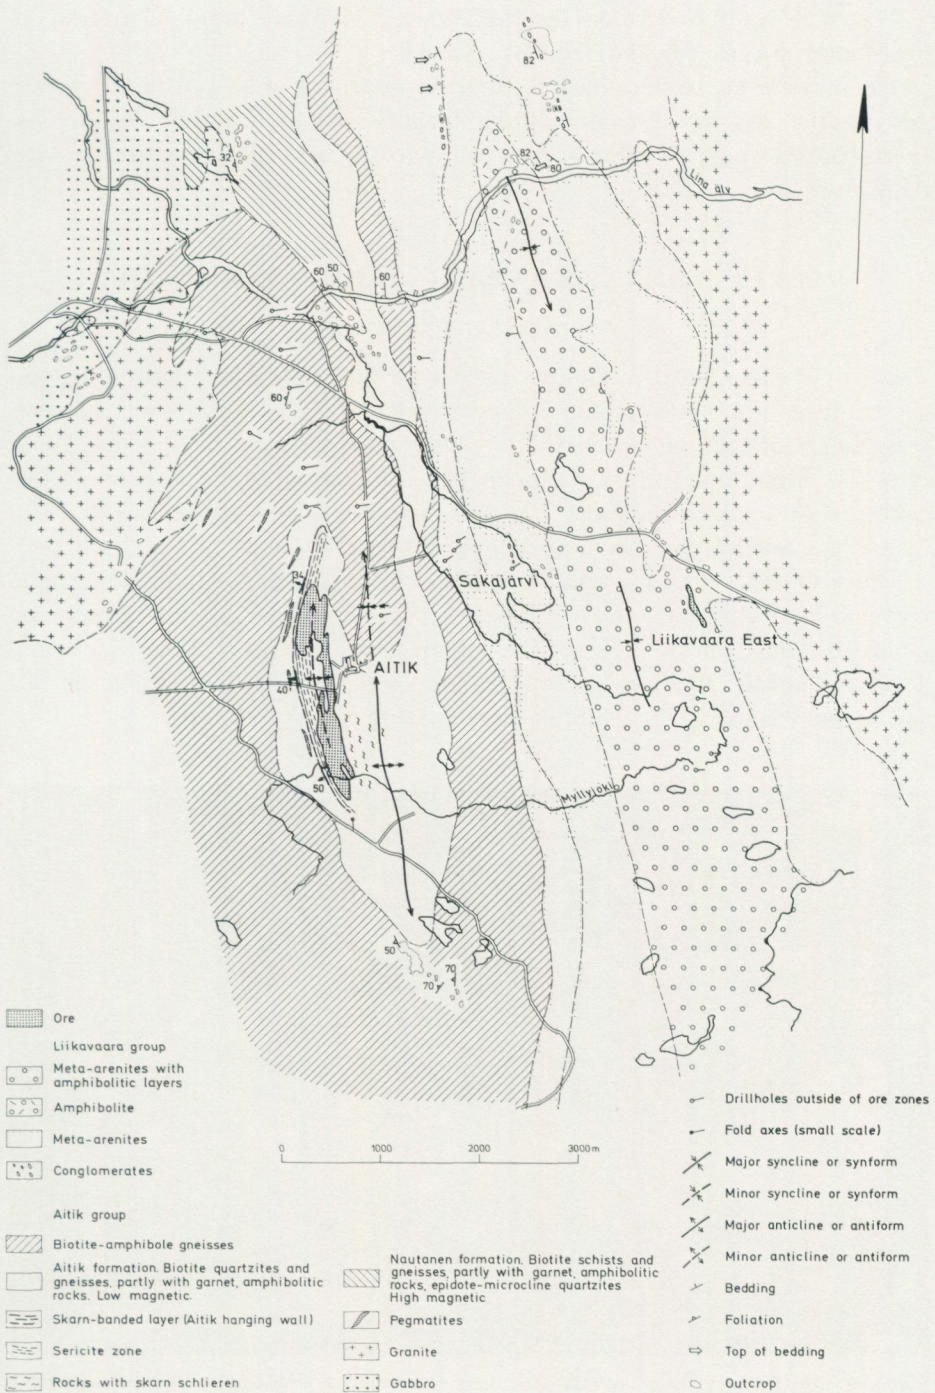 82
32
82
80
Lina älv
60
50
60
60
34
Sakajärvi
Liikavaara East
AITIK
40
50
Myllyjoki
50
70
70
Ore
Liikavaara group
Meta-arenites with
amphibolitic layers
Amphibolite
Meta-arenites
Conglomerates
Aitik group
Biotite-amphibole gneisses
Aitik formation. Biotite quartzites and
gneisses, partly with garnet, amphibolitic
rocks. Low magnetic.
Skarn-banded layer (Aitik hanging wall)
Sericite zone
Rocks with skarn schlieren
0 1000 2000 3000 m
Nautanen formation. Biotite schists and
gneisses, partly with garnet, amphibolitic
rocks, epidote-microcline quartzites
High magnetic
Pegmatites
Granite
Gabbro
Drillholes outside of ore zones
Fold axes (small scale)
Major syncline or synform
Minor syncline or synform
Major anticline or antiform
Minor anticline or antiform
Bedding
Foliation
Top of bedding
Outcrop